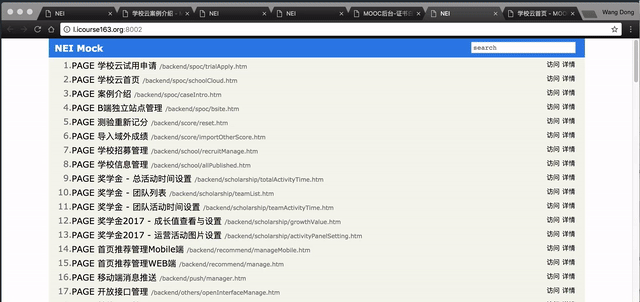 NEI
学校云案例介绍 -
NEI
NEI
MOOC后台-证书
NEI
学校云首页 - MOO
Wang Dong
l.icourse163.org:8002
NEI Mock
search
1.PAGE 学校云试用申请 /backend/spoc/trialApply.htm 访问 详情
2.PAGE 学校云首页 /backend/spoc/schoolCloud.htm 访问 详情
3.PAGE 案例介绍 /backend/spoc/caseIntro.htm 访问 详情
4.PAGE B端独立站点管理 /backend/spoc/bsite.htm 访问 详情
5.PAGE 测验重新记分 /backend/score/reset.htm 访问 详情
6.PAGE 导入域外成绩 /backend/score/importOtherScore.htm 访问 详情
7.PAGE 学校招募管理 /backend/school/recruitManage.htm 访问 详情
8.PAGE 学校信息管理 /backend/school/allPublished.htm 访问 详情
9.PAGE 奖学金 - 总活动时间设置 /backend/scholarship/totalActivityTime.htm 访问 详情
10.PAGE 奖学金 - 团队列表 /backend/scholarship/teamList.htm 访问 详情
11.PAGE 奖学金 - 团队活动时间设置 /backend/scholarship/teamActivityTime.htm 访问 详情
12.PAGE 奖学金2017 - 成长值查看与设置 /backend/scholarship/growthValue.htm 访问 详情
13.PAGE 奖学金2017 - 运营活动图片设置 /backend/scholarship/activityPanelSetting.htm 访问 详情
14.PAGE 首页推荐管理Mobile端 /backend/recommend/manageMobile.htm 访问 详情
15.PAGE 首页推荐管理WEB端 /backend/recommend/manage.htm 访问 详情
16.PAGE 移动端消息推送 /backend/push/manager.htm 访问 详情
17.PAGE 开放接口管理 /backend/others/openInterfaceManage.htm 访问 详情